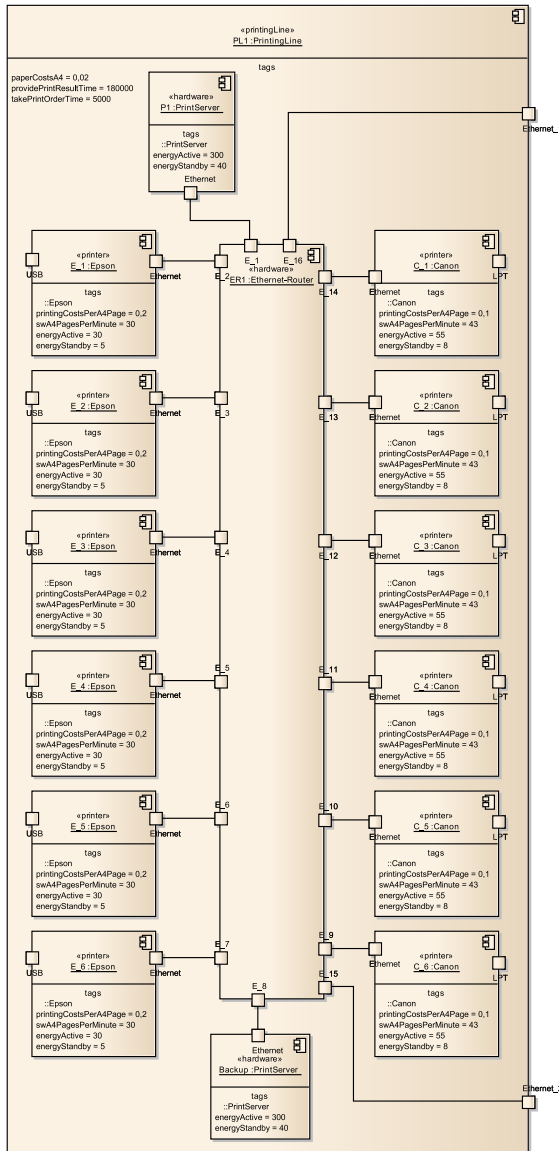 «printingLine»
PL1 :PrintingLine
tags
paperCostsA4 = 0,02
providePrintResultTime = 180000
takePrintOrderTime = 5000
«hardware»
P1 :PrintServer
tags
::PrintServer
energyActive = 300
energyStandby = 40
Ethernet
Ethernet_
E_1
E_16
«hardware»
ER1 :Ethernet-Router
«printer»
E_1 :Epson
USB
Ethernet
tags
::Epson
printingCostsPerA4Page = 0,2
swA4PagesPerMinute = 30
energyActive = 30
energyStandby = 5
E_2
E_14
«printer»
C_1 :Canon
Ethernet
LPT
tags
::Canon
printingCostsPerA4Page = 0,1
swA4PagesPerMinute = 43
energyActive = 55
energyStandby = 8
«printer»
E_2 :Epson
USB
Ethernet
tags
::Epson
printingCostsPerA4Page = 0,2
swA4PagesPerMinute = 30
energyActive = 30
energyStandby = 5
E_3
E_13
«printer»
C_2 :Canon
Ethernet
LPT
tags
::Canon
printingCostsPerA4Page = 0,1
swA4PagesPerMinute = 43
energyActive = 55
energyStandby = 8
«printer»
E_3 :Epson
USB
Ethernet
tags
::Epson
printingCostsPerA4Page = 0,2
swA4PagesPerMinute = 30
energyActive = 30
energyStandby = 5
E_4
E_12
«printer»
C_3 :Canon
Ethernet
LPT
tags
::Canon
printingCostsPerA4Page = 0,1
swA4PagesPerMinute = 43
energyActive = 55
energyStandby = 8
«printer»
E_4 :Epson
USB
Ethernet
tags
::Epson
printingCostsPerA4Page = 0,2
swA4PagesPerMinute = 30
energyActive = 30
energyStandby = 5
E_5
E_11
«printer»
C_4 :Canon
Ethernet
LPT
tags
::Canon
printingCostsPerA4Page = 0,1
swA4PagesPerMinute = 43
energyActive = 55
energyStandby = 8
«printer»
E_5 :Epson
USB
Ethernet
tags
::Epson
printingCostsPerA4Page = 0,2
swA4PagesPerMinute = 30
energyActive = 30
energyStandby = 5
E_6
E_10
«printer»
C_5 :Canon
Ethernet
LPT
tags
::Canon
printingCostsPerA4Page = 0,1
swA4PagesPerMinute = 43
energyActive = 55
energyStandby = 8
«printer»
E_6 :Epson
USB
Ethernet
tags
::Epson
printingCostsPerA4Page = 0,2
swA4PagesPerMinute = 30
energyActive = 30
energyStandby = 5
E_7
E_9
E_15
«printer»
C_6 :Canon
Ethernet
LPT
tags
::Canon
printingCostsPerA4Page = 0,1
swA4PagesPerMinute = 43
energyActive = 55
energyStandby = 8
E_8
Ethernet
«hardware»
Backup :PrintServer
tags
::PrintServer
energyActive = 300
energyStandby = 40
Ethernet_